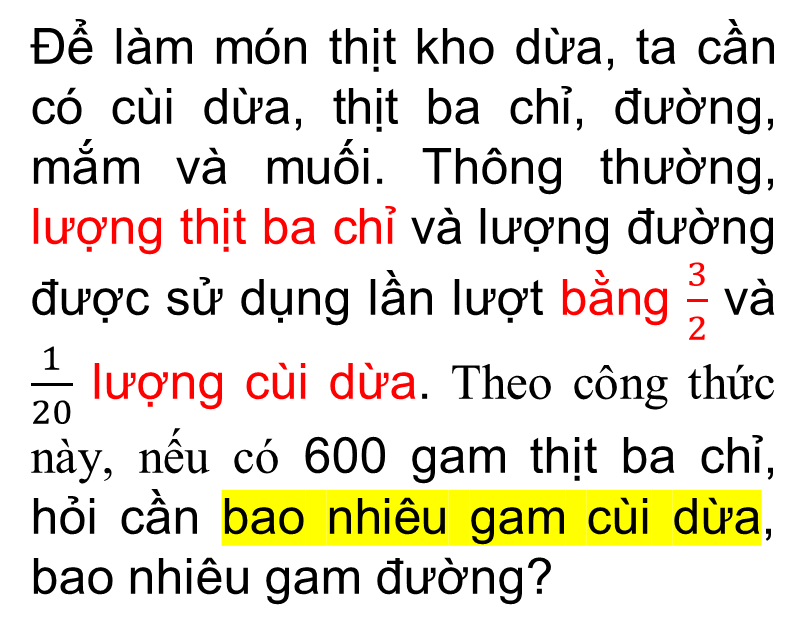 Để làm món thịt kho dừa, ta cần
có cùi dừa, thịt ba chỉ, đường,
mắm và muối. Thông thường,
lượng thịt ba chỉ và lượng đường
được sử dụng lần lượt bằng 3/2 và
1/20 lượng cùi dừa. Theo công thức
này, nếu có 600 gam thịt ba chỉ,
hỏi cần bao nhiêu gam cùi dừa,
bao nhiêu gam đường?